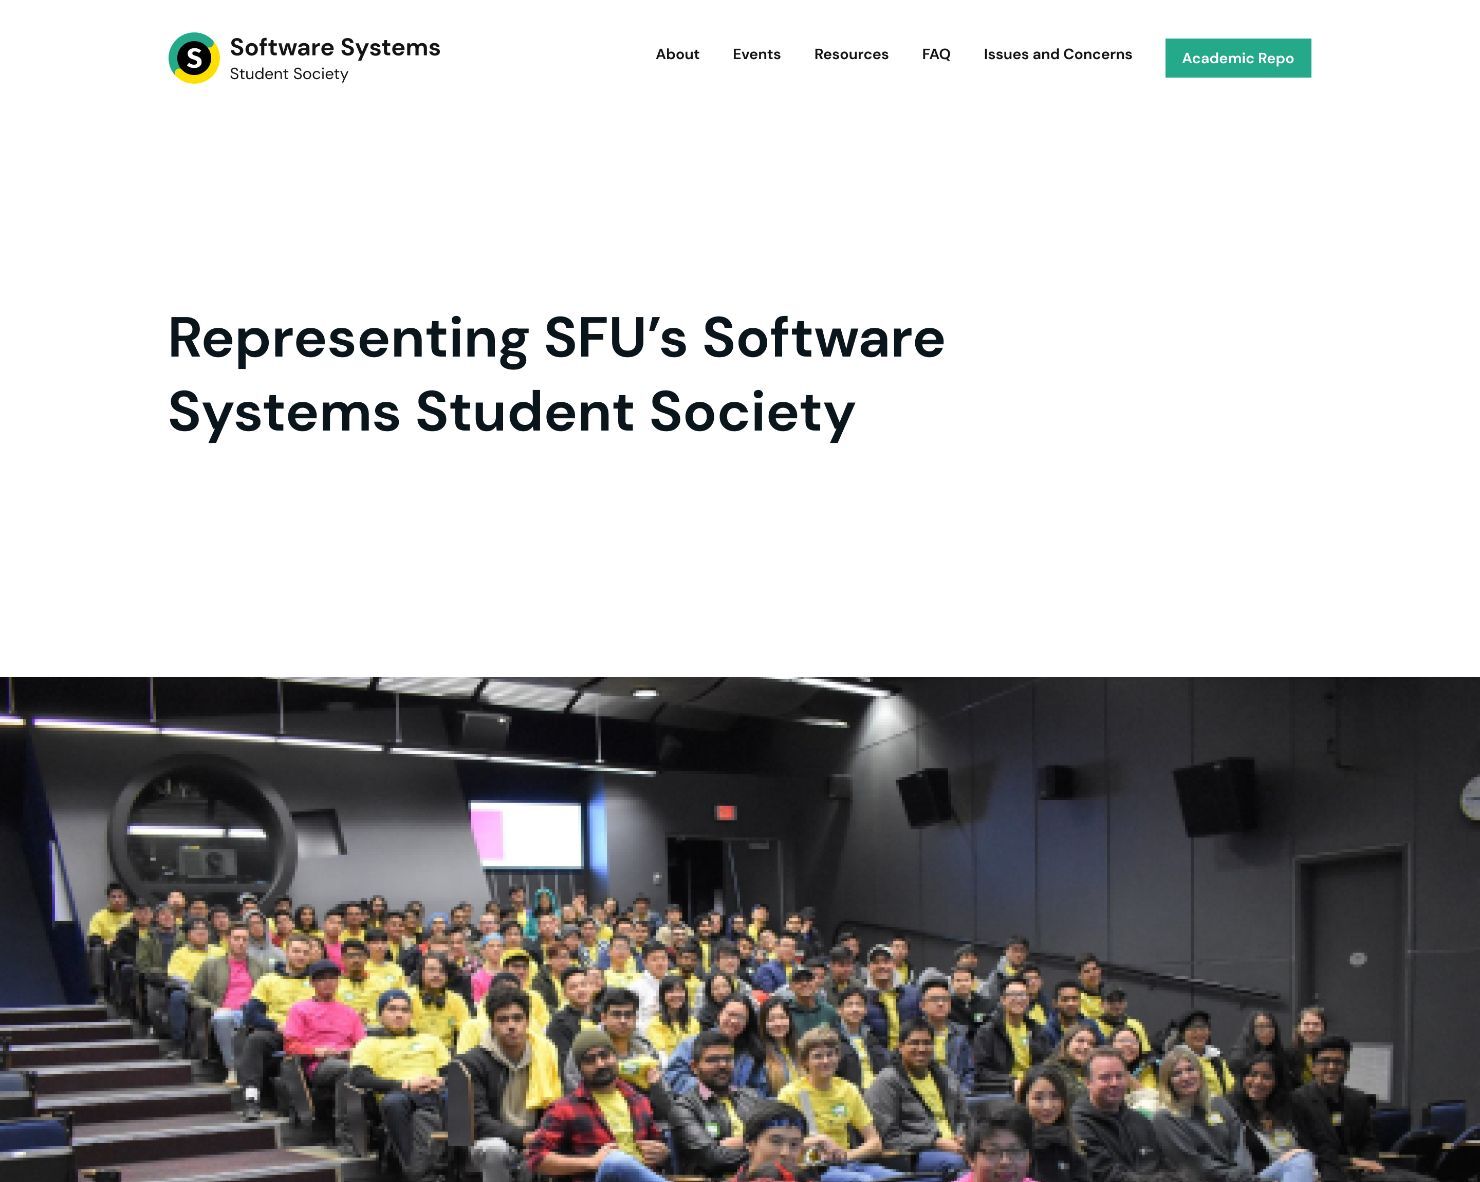 S
Software Systems
Student Society
About
Events
Resources
FAQ
Issues and Concerns
Academic Repo
Representing SFU’s Software
Systems Student Society